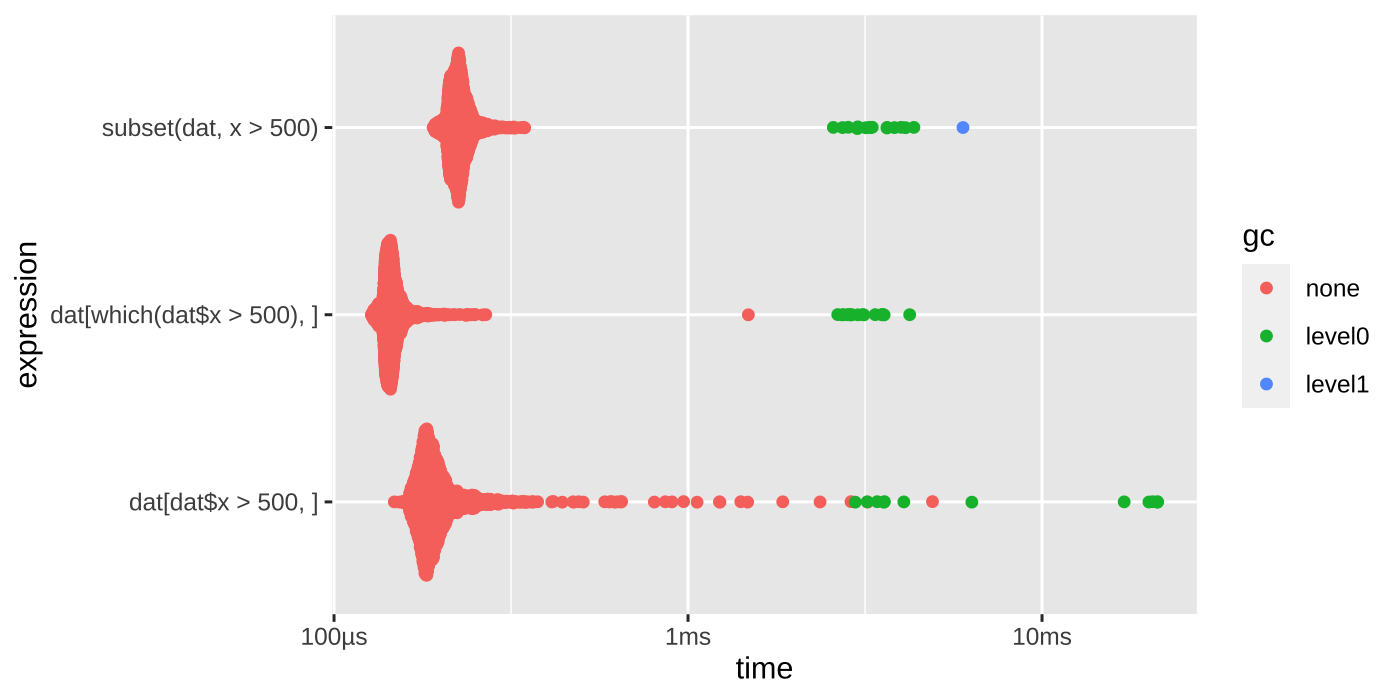 subset(dat, x > 500)
dat[which(dat$x > 500), ]
dat[dat$x > 500, ]
expression
100µs
1ms
10ms
time
gc
none
level0
level1